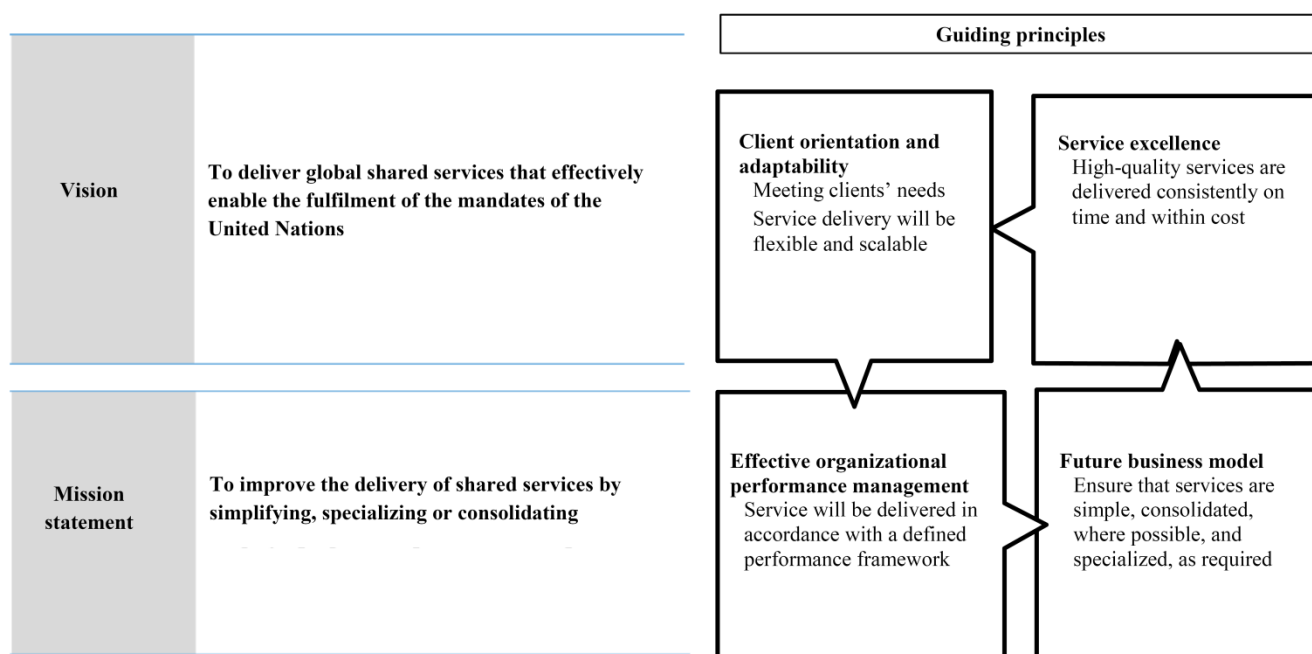 Vision
To deliver global shared services that effectively
enable the fulfilment of the mandates of the
United Nations
Mission
statement
To improve the delivery of shared services by
simplifying, specializing or consolidating
Guiding principles
Client orientation and
adaptability
Meeting clients’ needs
Service delivery will be
flexible and scalable
Service excellence
High-quality services are
delivered consistently on
time and within cost
Effective organizational
performance management
Service will be delivered in
accordance with a defined
performance framework
Future business model
Ensure that services are
simple, consolidated,
where possible, and
specialized, as required